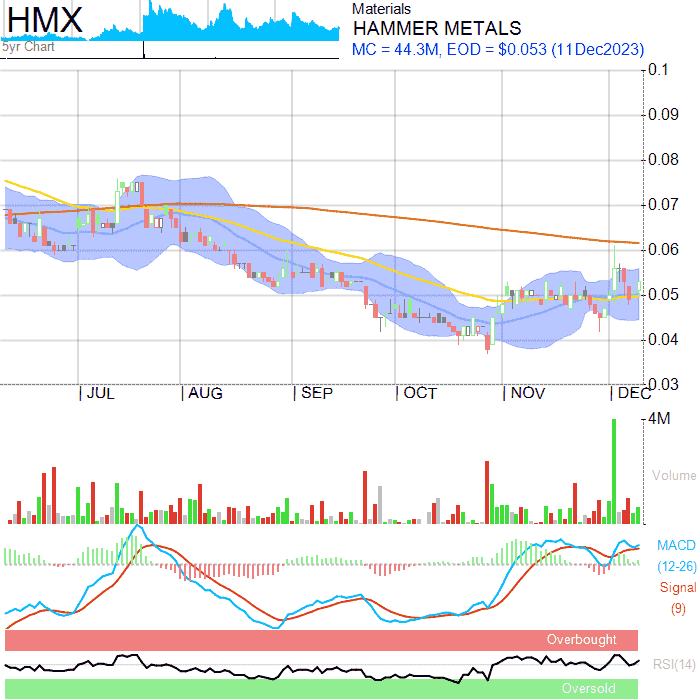 HMX
5yr Chart
Materials
HAMMER METALS
MC = 44.3M, EOD = $0.053 (11Dec2023)
0.1
0.09
0.08
0.07
0.06
0.05
0.04
0.03
JUL
AUG
SEP
OCT
NOV
DEC
4M
Volume
MACD
(12-26)
Signal
(9)
Overbought
RSI(14)
Oversold